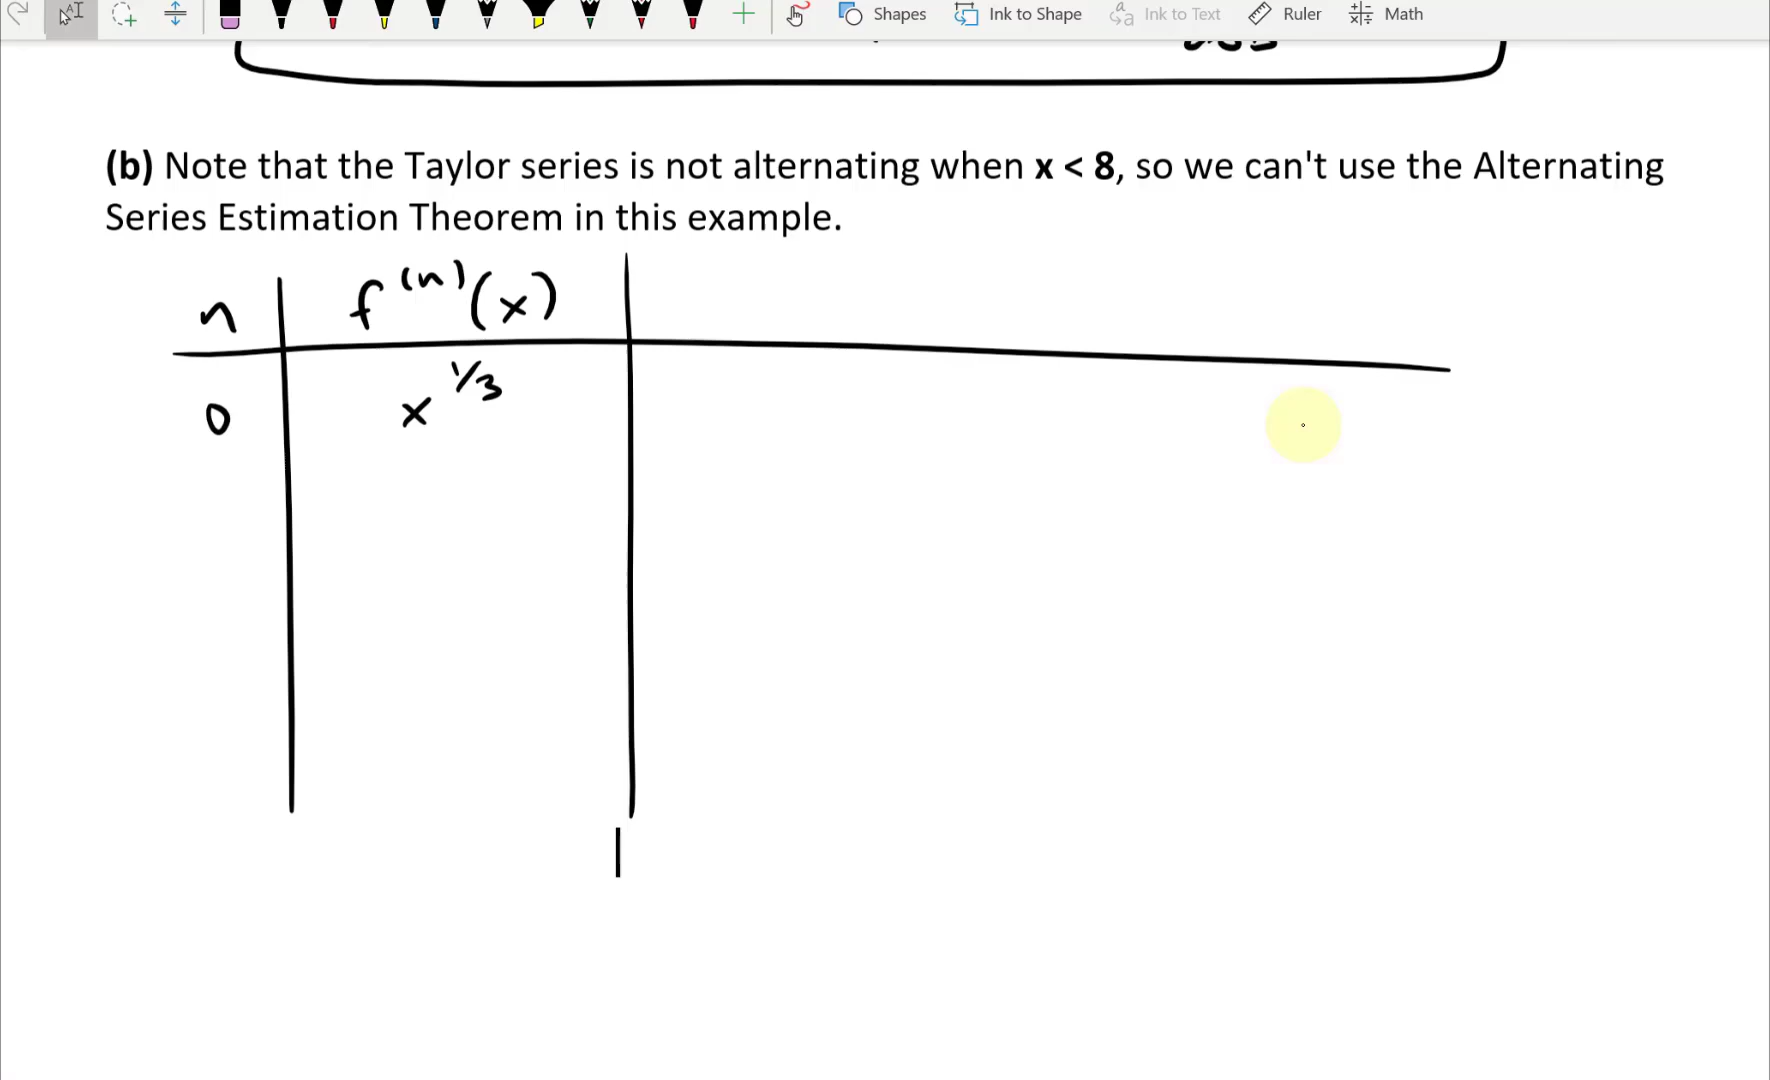 Shapes Ink to Shape Ink to Text Ruler Math
(b) Note that the Taylor series is not alternating when x < 8, so we can't use the Alternating
Series Estimation Theorem in this example.
n f⁽ⁿ⁾(x)
0 x^1/3